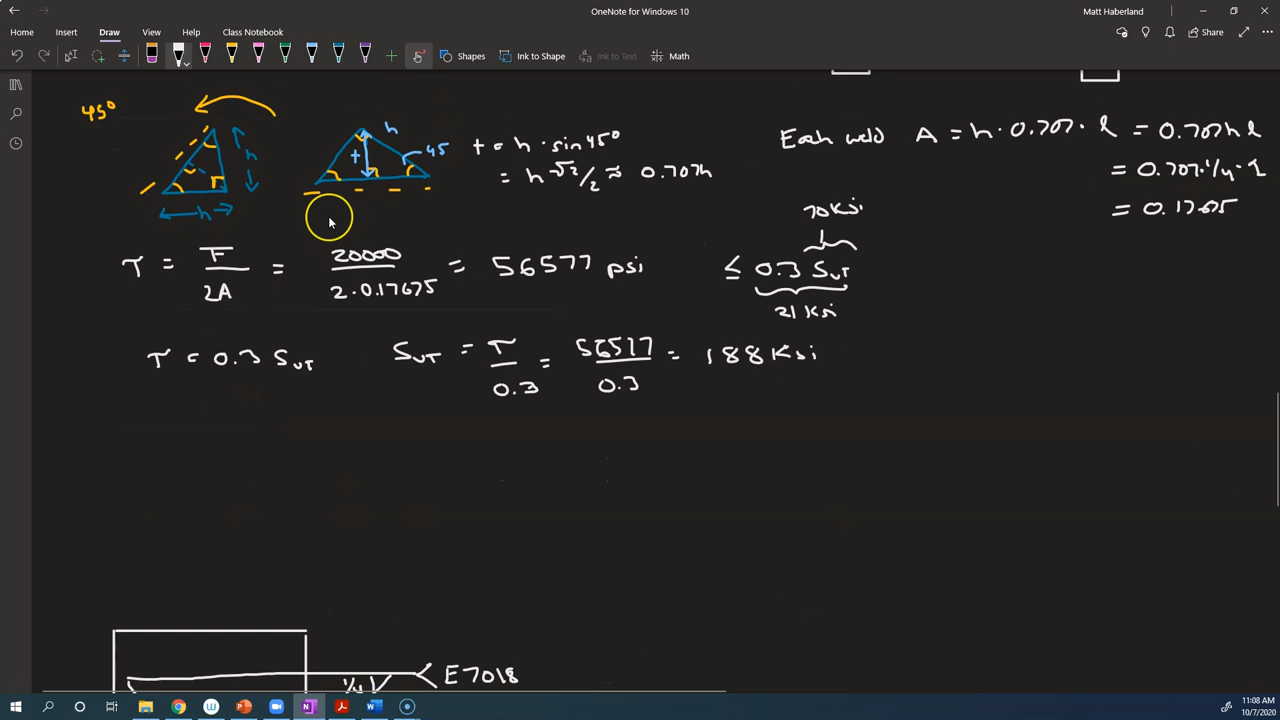 OneNote for Windows 10
Matt Haberland
Home Insert Draw View Help Class Notebook
Share
Shapes Ink to Shape Ink to Text Math
45°
h
h
t
h
45
t = h · sin45°
= h √2/2 ≈ 0.707h
Each weld A = h · 0.707 · l = 0.707hl
= 0.707 · 1/4 · 1
= 0.17675
70 Ksi
τ = F/2A = 20000/2·0.17675 = 56577 psi ≤ 0.3 SUT
21 Ksi
τ = 0.3 SUT SUT = τ/0.3 = 56577/0.3 = 188 Ksi
1/4
E7018
11:08 AM
10/7/2020